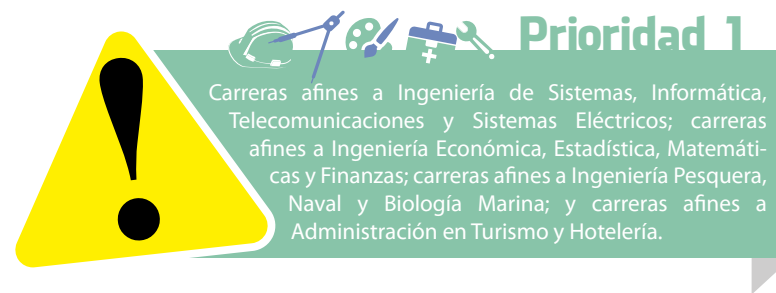 Prioridad 1
Carreras afines a Ingeniería de Sistemas, Informática,
Telecomunicaciones y Sistemas Eléctricos; carreras
afines a Ingeniería Económica, Estadística, Matemáti-
cas y Finanzas; carreras afines a Ingeniería Pesquera,
Naval y Biología Marina; y carreras afines a
Administración en Turismo y Hotelería.